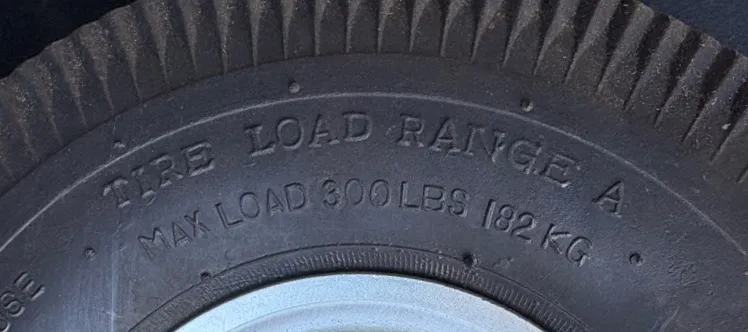 TIRE LOAD RANGE A
MAX LOAD 300 LBS 182 KG